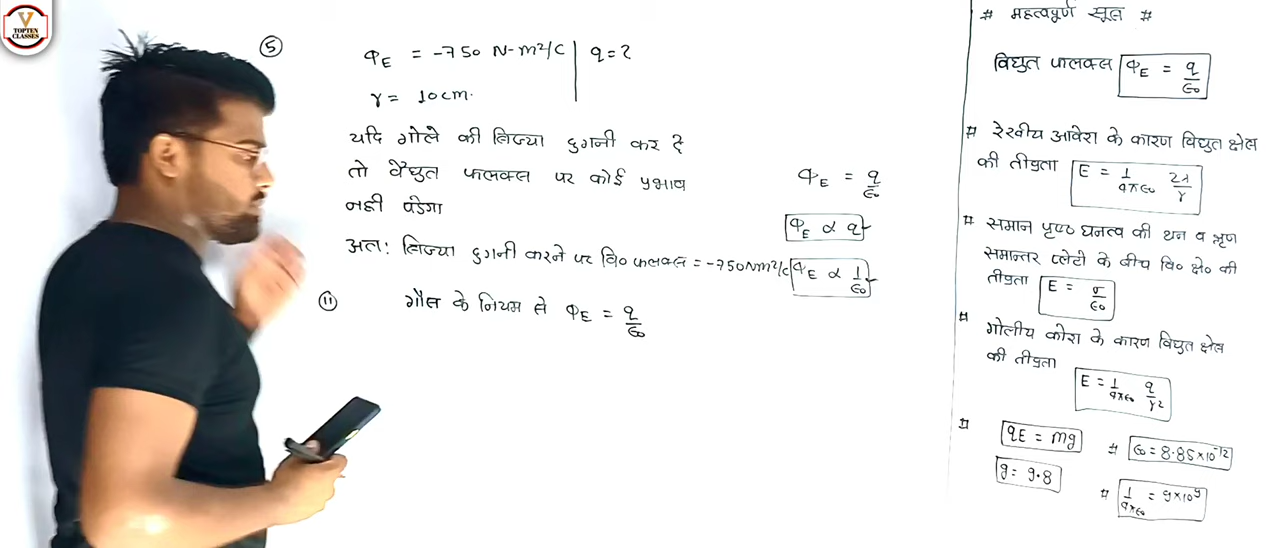 V
TOPTEN
CLASSES
⑤ ΦE = -750 N-m²/C | q = ?
r = 10cm.
यदि गोले की त्रिज्या दुगनी कर दे
तो वैधुत फलक्स पर कोई प्रभाव
नही पडेगा
अतः त्रिज्या दुगनी करने पर वि० फलक्स = -750Nm²/C
ΦE = q/ϵ0
ΦE ∝ q
ΦE ∝ 1/ϵ0
⑪ गौस के नियम से ΦE = q/ϵ0
# महत्वपूर्ण सूत्र #
विद्युत फलक्स ΦE = q/ϵ0
# रेखीय आवेश के कारण विद्युत क्षेत्र
की तीव्रता E = 1/4πϵ0 2λ/r
# समान पृष्ठ घनत्व की धन व ऋण
समान्तर प्लेटी के बीच वि० क्षे० की
तीव्रता E = σ/ϵ0
# गोलीय कोश के कारण विद्युत क्षेत्र
की तीव्रता
E = 1/4πϵ0 q/r²
# qE = mg
g = 9.8
# ϵ0 = 8.85×10⁻¹²
# 1/4πϵ0 = 9×10⁹